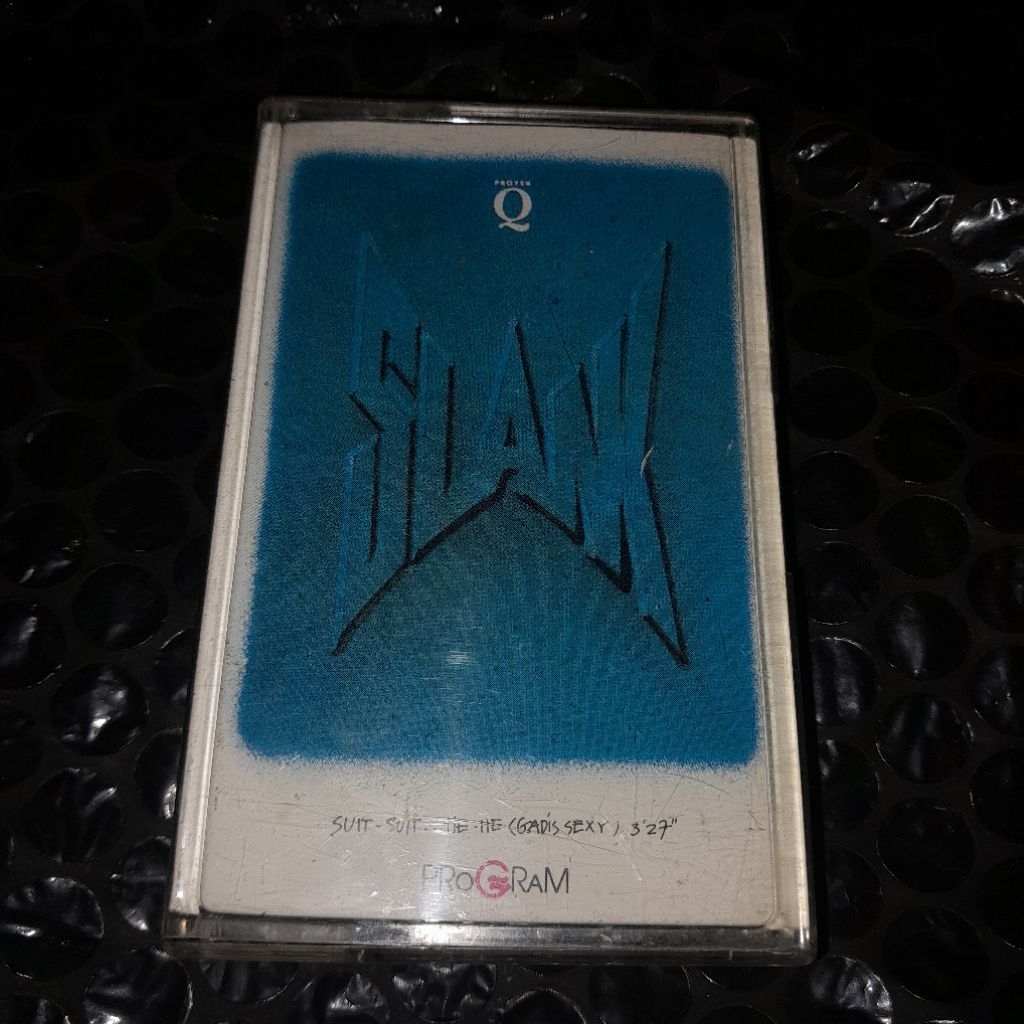 PROVEN
Q
SLANK
SUIT-SUIT... HE-HE (GADIS SEXY) 3'27"
PROGRAM